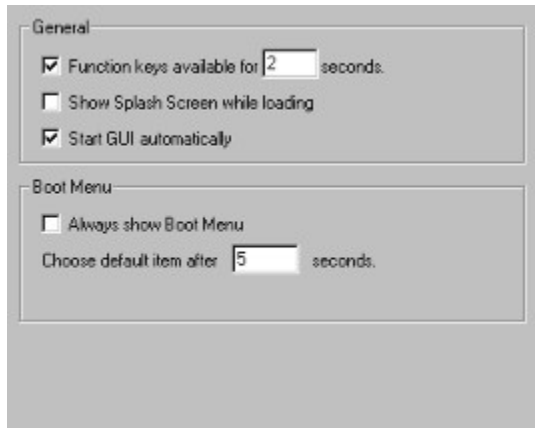 General
Function keys available for 2 seconds.
Show Splash Screen while loading
Start GUI automatically
Boot Menu
Always show Boot Menu
Choose default item after 5 seconds.